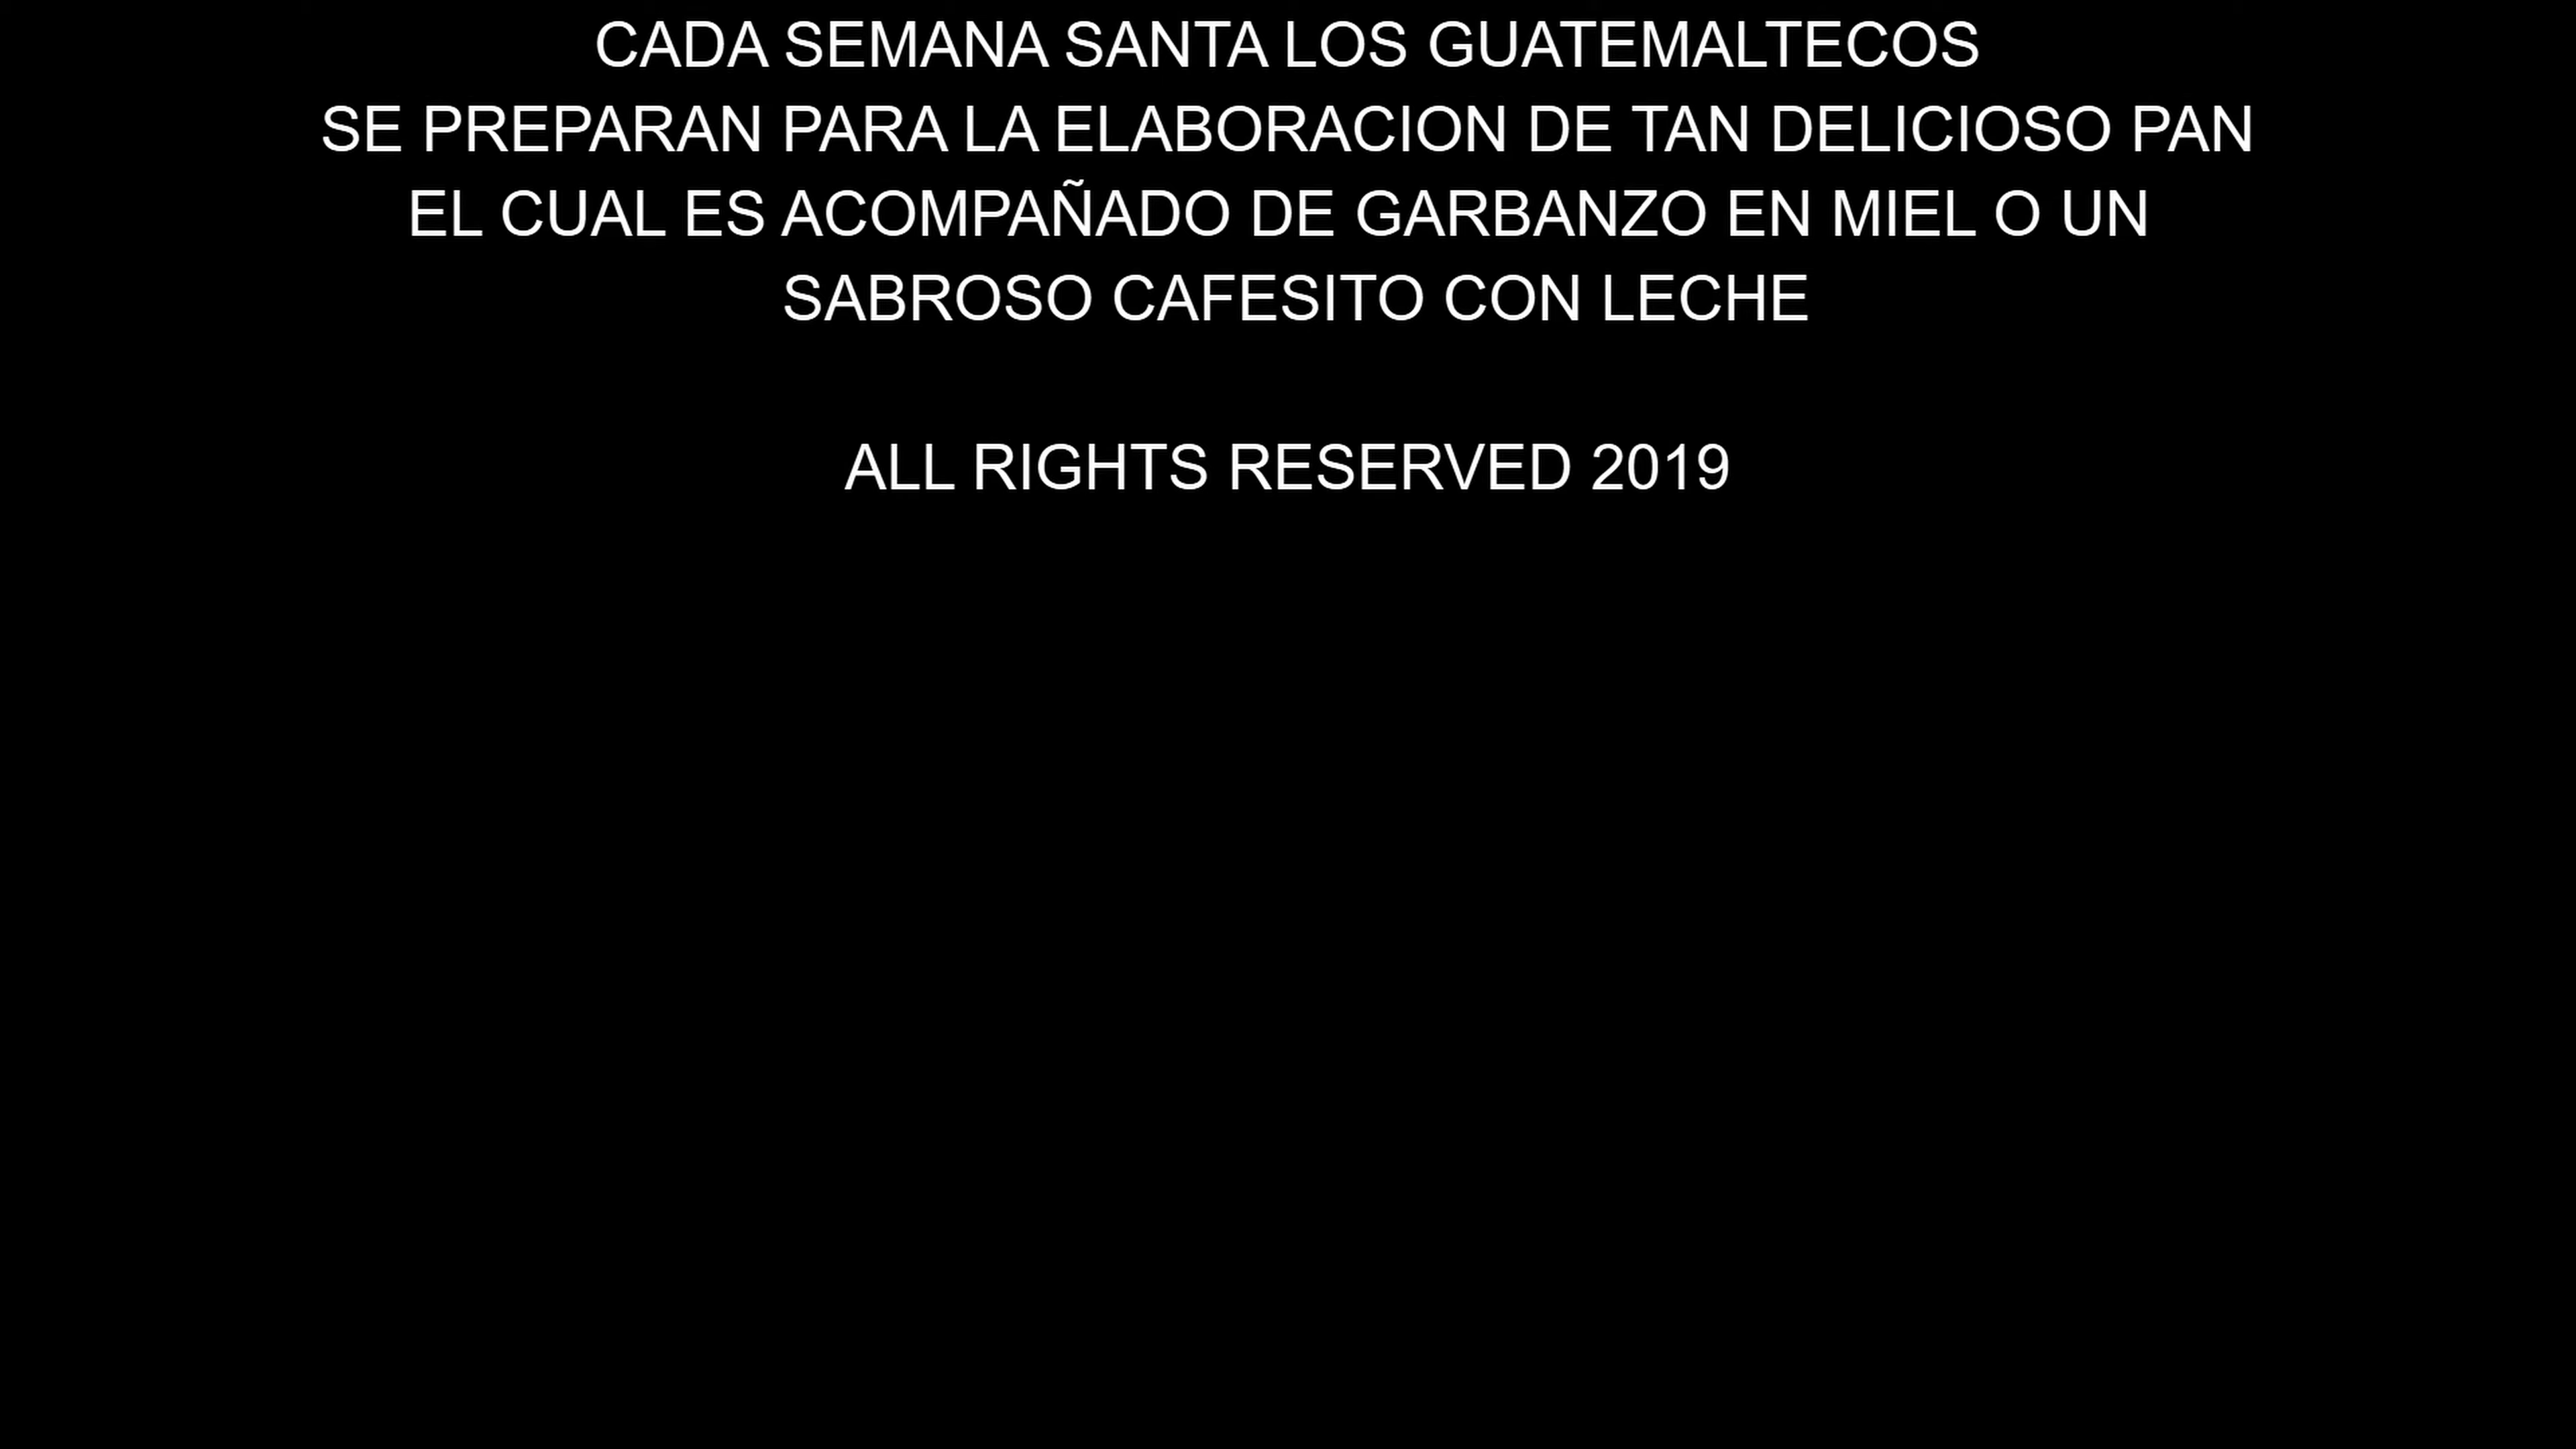 CADA SEMANA SANTA LOS GUATEMALTECOS
SE PREPARAN PARA LA ELABORACION DE TAN DELICIOSO PAN
EL CUAL ES ACOMPAÑADO DE GARBANZO EN MIEL O UN
SABROSO CAFESITO CON LECHE
ALL RIGHTS RESERVED 2019